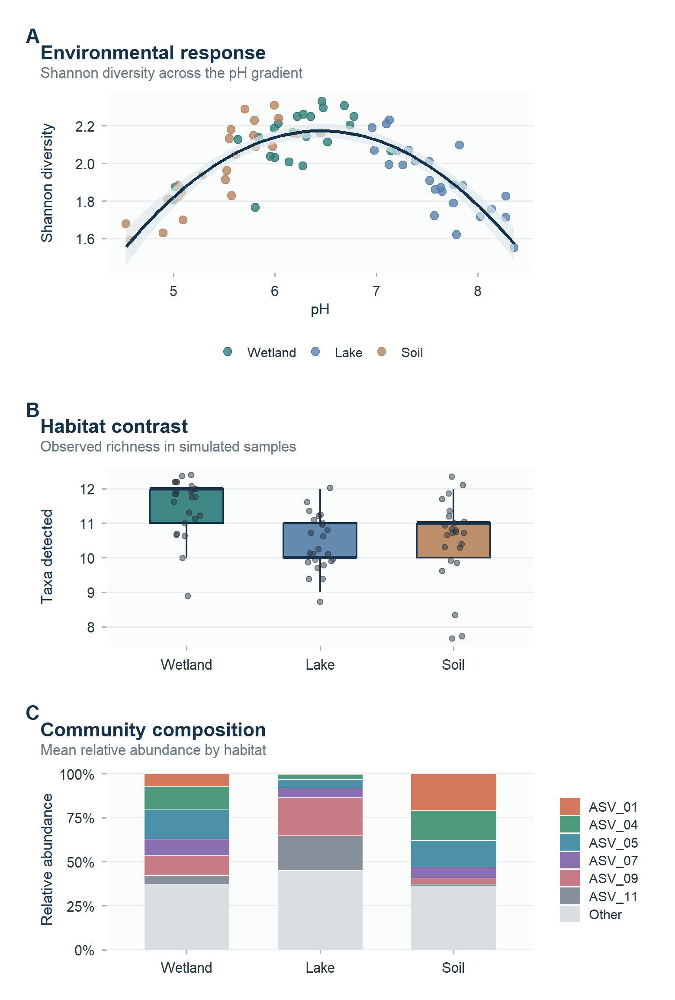 A
Environmental response
Shannon diversity across the pH gradient
Shannon diversity
2.2
2.0
1.8
1.6
5 6 7 8
pH
Wetland Lake Soil
B
Habitat contrast
Observed richness in simulated samples
Taxa detected
12
11
10
9
8
Wetland Lake Soil
C
Community composition
Mean relative abundance by habitat
Relative abundance
100%
75%
50%
25%
0%
Wetland Lake Soil
ASV_01
ASV_04
ASV_05
ASV_07
ASV_09
ASV_11
Other